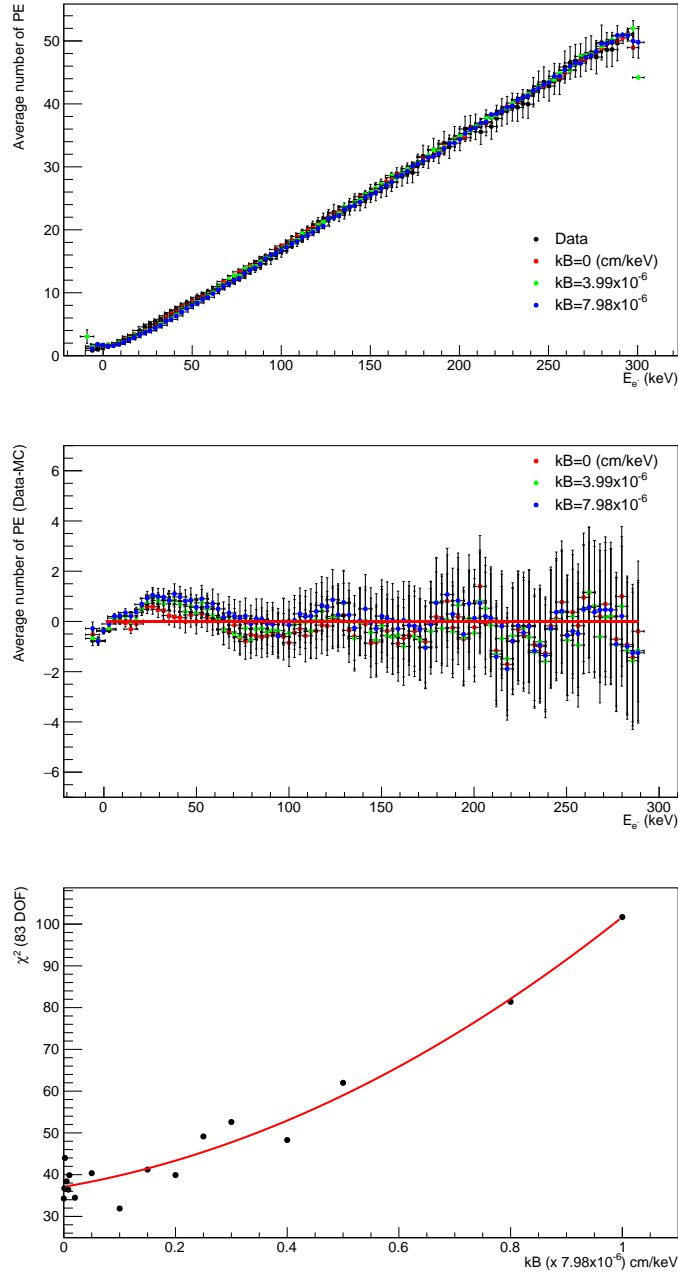 Average number of PE
50
40
30
20
10
0
Data
kB=0 (cm/keV)
kB=3.99x10⁻⁶
kB=7.98x10⁻⁶
0 50 100 150 200 250 300
E_e⁻ (keV)
Average number of PE (Data-MC)
6
4
2
0
−2
−4
−6
kB=0 (cm/keV)
kB=3.99x10⁻⁶
kB=7.98x10⁻⁶
0 50 100 150 200 250 300
E_e⁻ (keV)
χ² (83 DOF)
100
90
80
70
60
50
40
30
0 0.2 0.4 0.6 0.8 1
kB (x 7.98x10⁻⁶) cm/keV